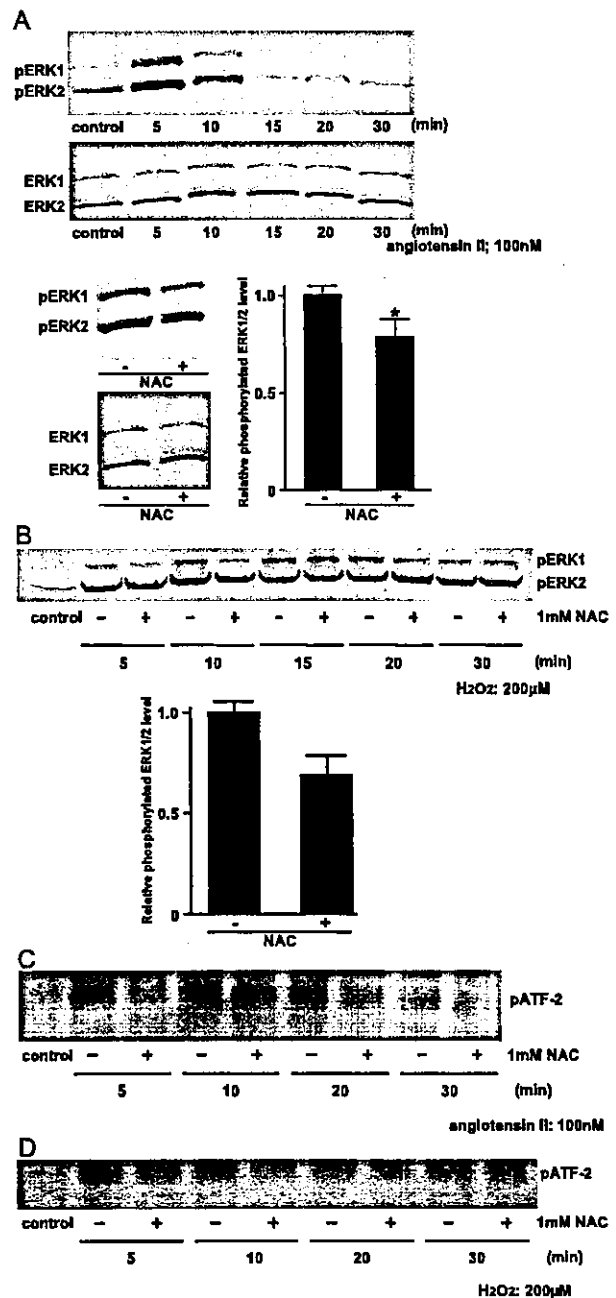 A
pERK1
pERK2
control 5 10 15 20 30 (min)
ERK1
ERK2
control 5 10 15 20 30 (min)
angiotensin II; 100nM
pERK1
pERK2
- +
NAC
ERK1
ERK2
- +
NAC
Relative phosphorylated ERK1/2 level
1.0
0.5
0
*
- +
NAC
B
pERK1
pERK2
control - + - + - + - + - + 1mM NAC
5 10 15 20 30 (min)
H2O2: 200µM
Relative phosphorylated ERK1/2 level
1.0
0.5
0
- +
NAC
C
pATF-2
control - + - + - + - + 1mM NAC
5 10 20 30 (min)
angiotensin II: 100nM
D
pATF-2
control - + - + - + - + 1mM NAC
5 10 20 30 (min)
H2O2: 200µM